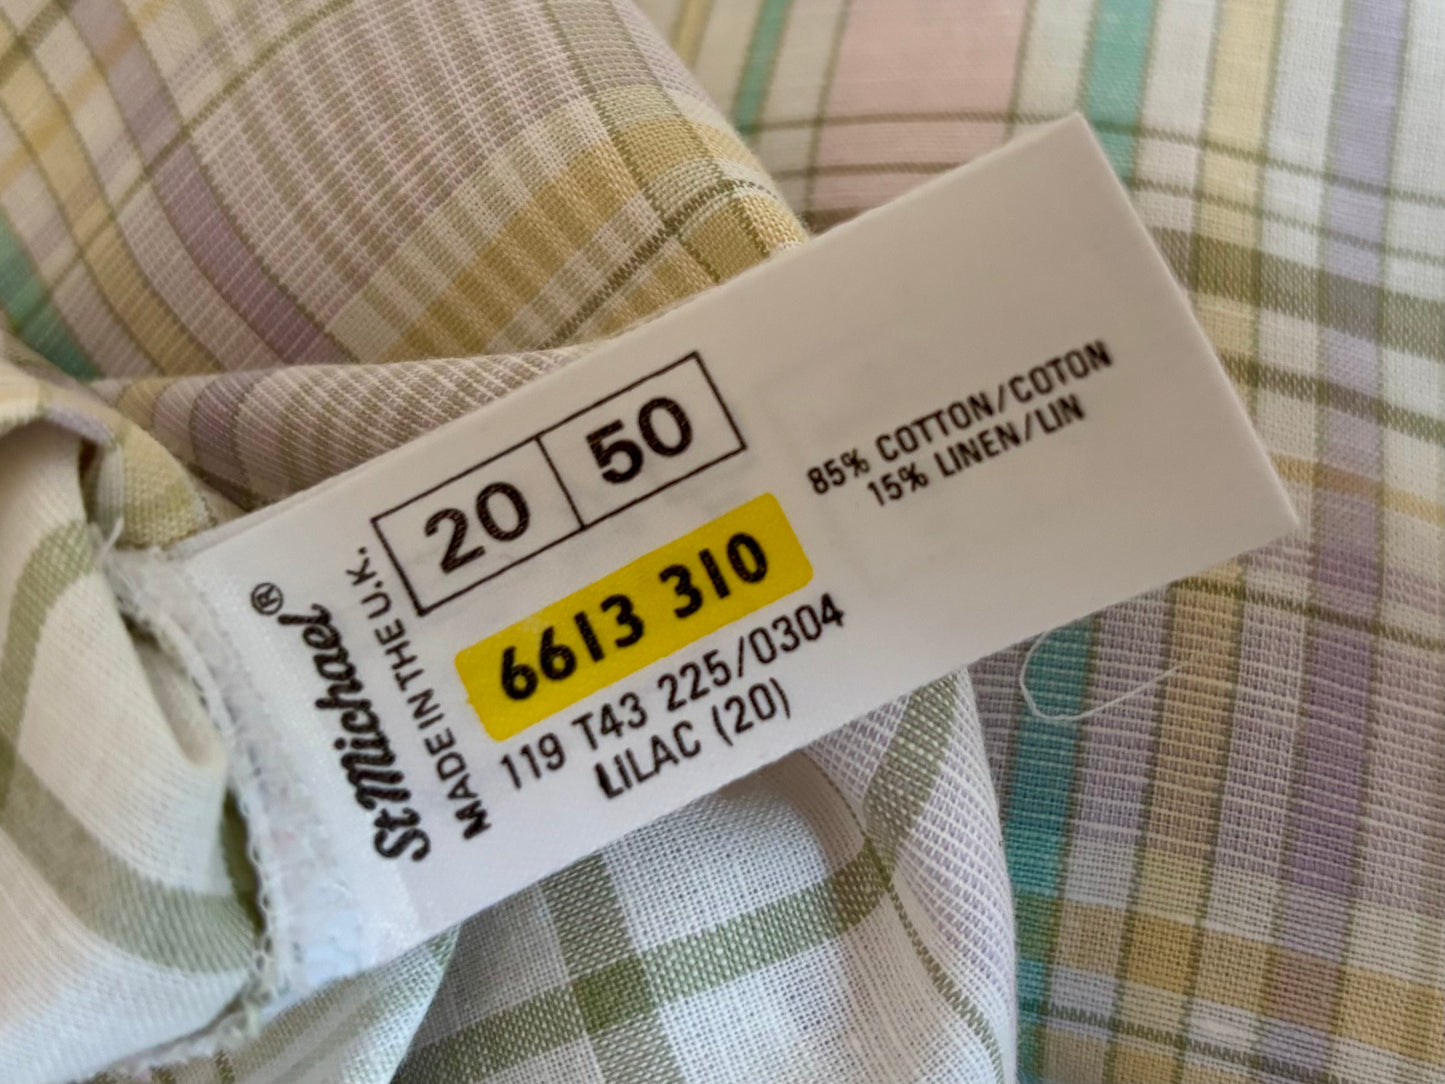 St Michael®
MADE IN THE U.K.
20 50
6613 310
119 T43 225/0304
LILAC (20)
85% COTTON/COTON
15% LINEN/LIN